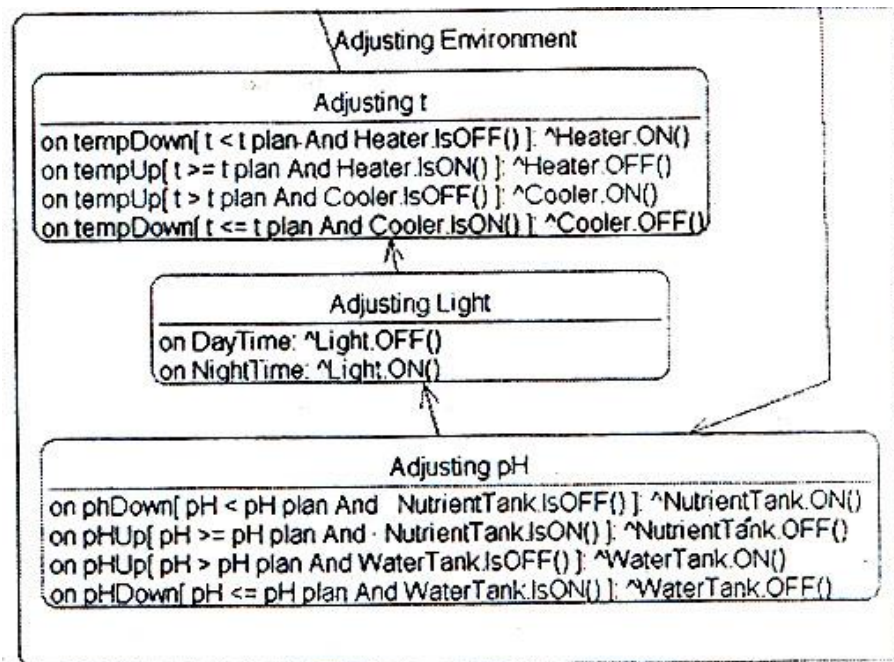 Adjusting Environment
Adjusting t
on tempDown[ t < t plan And Heater.IsOFF() ]: ^Heater.ON()
on tempUp[ t >= t plan And Heater.IsON() ]: ^Heater.OFF()
on tempUp[ t > t plan And Cooler.IsOFF() ]: ^Cooler.ON()
on tempDown[ t <= t plan And Cooler.IsON() ]: ^Cooler.OFF()
Adjusting Light
on DayTime: ^Light.OFF()
on NightTime: ^Light.ON()
Adjusting pH
on phDown[ pH < pH plan And NutrientTank.IsOFF() ]: ^NutrientTank.ON()
on pHUp[ pH >= pH plan And NutrientTank.IsON() ]: ^NutrientTank.OFF()
on pHUp[ pH > pH plan And WaterTank.IsOFF() ]: ^WaterTank.ON()
on pHDown[ pH <= pH plan And WaterTank.IsON() ]: ^WaterTank.OFF()